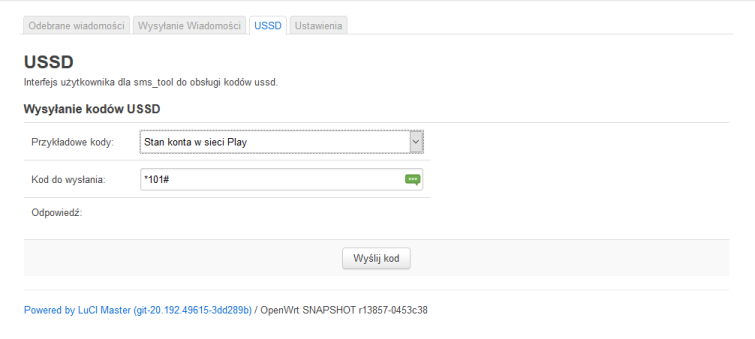 Odebrane wiadomości Wysyłanie Wiadomości USSD Ustawienia
USSD
Interfejs użytkownika dla sms_tool do obsługi kodów ussd.
Wysyłanie kodów USSD
Przykładowe kody: Stan konta w sieci Play
Kod do wysłania: *101#
Odpowiedź:
Wyślij kod
Powered by LuCI Master (git-20.192.49615-3dd289b) / OpenWrt SNAPSHOT r13857-0453c38